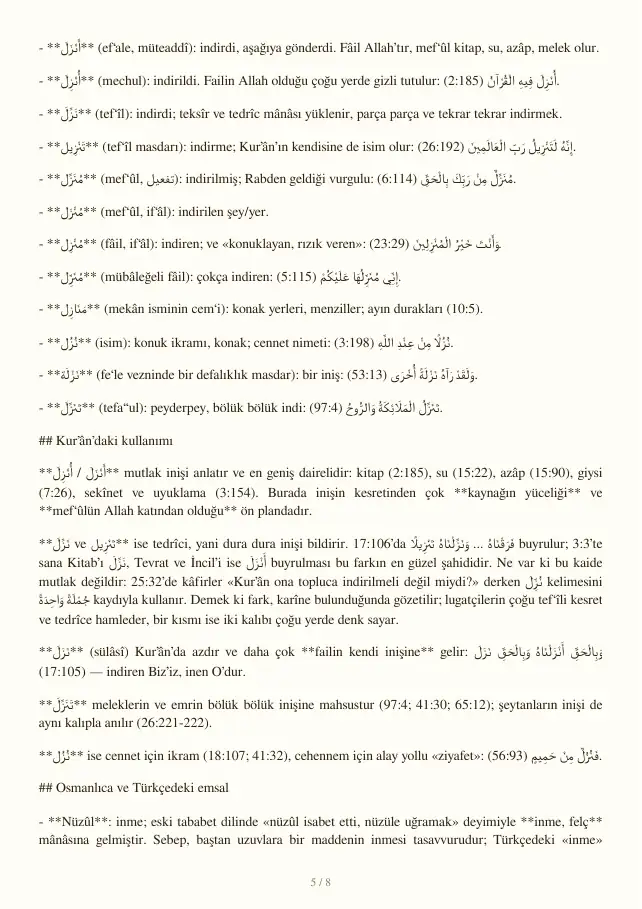 - **أَنْزَلَ** (ef‘ale, müteaddî): indirdi, aşağıya gönderdi. Fâil Allah’tır, mef‘ûl kitap, su, azâp, melek olur.
- **أُنْزِلَ** (mechul): indirildi. Failin Allah olduğu çoğu yerde gizli tutulur: (2:185) أُنْزِلَ فِيهِ الْقُرْآنُ.
- **نَزَّلَ** (tef‘îl): indirdi; teksîr ve tedrîc mânâsı yüklenir, parça parça ve tekrar tekrar indirmek.
- **تَنْزِيل** (tef‘îl masdarı): indirme; Kur’ân’ın kendisine de isim olur: (26:192) إِنَّهُ لَتَنْزِيلُ رَبِّ الْعَالَمِينَ.
- **مُنَزَّل** (mef‘ûl, تفعيل): indirilmiş; Rabden geldiği vurgulu: (6:114) مُنَزَّلٌ مِنْ رَبِّكَ بِالْحَقِّ.
- **مُنْزَل** (mef‘ûl, if‘âl): indirilen şey/yer.
- **مُنْزِل** (fâil, if‘âl): indiren; ve «konuklayan, rızık veren»: (23:29) وَأَنْتَ خَيْرُ الْمُنْزِلِينَ.
- **مُنَزِّل** (mübâleğeli fâil): çokça indiren: (5:115) إِنِّي مُنَزِّلُهَا عَلَيْكُمْ.
- **مَنَازِل** (mekân isminin cem‘i): konak yerleri, menziller; ayın durakları (10:5).
- **نُزُل** (isim): konuk ikramı, konak; cennet nimeti: (3:198) نُزُلًا مِنْ عِنْدِ اللَّهِ.
- **نَزْلَة** (fe‘le vezninde bir defalıklık masdar): bir iniş: (53:13) وَلَقَدْ رَآهُ نَزْلَةً أُخْرَى.
- **تَنَزَّلَ** (tefa“ul): peyderpey, bölük bölük indi: (97:4) تَنَزَّلُ الْمَلَائِكَةُ وَالرُّوحُ.
## Kur’ân’daki kullanımı
**أَنْزَلَ / أُنْزِلَ** mutlak inişi anlatır ve en geniş dairelidir: kitap (2:185), su (15:22), azâp (15:90), giysi
(7:26), sekînet ve uyuklama (3:154). Burada inişin kesretinden çok **kaynağın yüceliği** ve
**mef‘ûlün Allah katından olduğu** ön plandadır.
**نَزَّلَ ve تَنْزِيل** ise tedrîci, yani dura dura inişi bildirir. 17:106’da فَرَقْنَاهُ ... وَنَزَّلْنَاهُ تَنْزِيلًا buyrulur; 3:3’te
sana Kitab’ı نَزَّلَ, Tevrat ve İncil’i ise أَنْزَلَ buyrulması bu farkın en güzel şahididir. Ne var ki bu kaide
mutlak değildir: 25:32’de kâfirler «Kur’ân ona topluca indirilmeli değil miydi?» derken نُزِّلَ kelimesini
جُمْلَةً وَاحِدَةً kaydıyla kullanır. Demek ki fark, karîne bulunduğunda gözetilir; lugatçilerin çoğu tef‘îli kesret
ve tedrîce hamleder, bir kısmı ise iki kalıbı çoğu yerde denk sayar.
**نَزَلَ** (sülâsî) Kur’ân’da azdır ve daha çok **failin kendi inişine** gelir: وَبِالْحَقِّ أَنْزَلْنَاهُ وَبِالْحَقِّ نَزَلَ
(17:105) — indiren Biz’iz, inen O’dur.
**تَنَزَّلَ** meleklerin ve emrin bölük bölük inişine mahsustur (97:4; 41:30; 65:12); şeytanların inişi de
aynı kalıpla anılır (26:221-222).
**نُزُل** ise cennet için ikram (18:107; 41:32), cehennem için alay yollu «ziyafet»: (56:93) فَنُزُلٌ مِنْ حَمِيمٍ.
## Osmanlıca ve Türkçedeki emsal
- **Nüzûl**: inme; eski tababet dilinde «nüzûl isabet etti, nüzüle uğramak» deyimiyle **inme, felç**
mânâsına gelmiştir. Sebep, baştan uzuvlara bir maddenin inmesi tasavvurudur; Türkçedeki «inme»
5 / 8